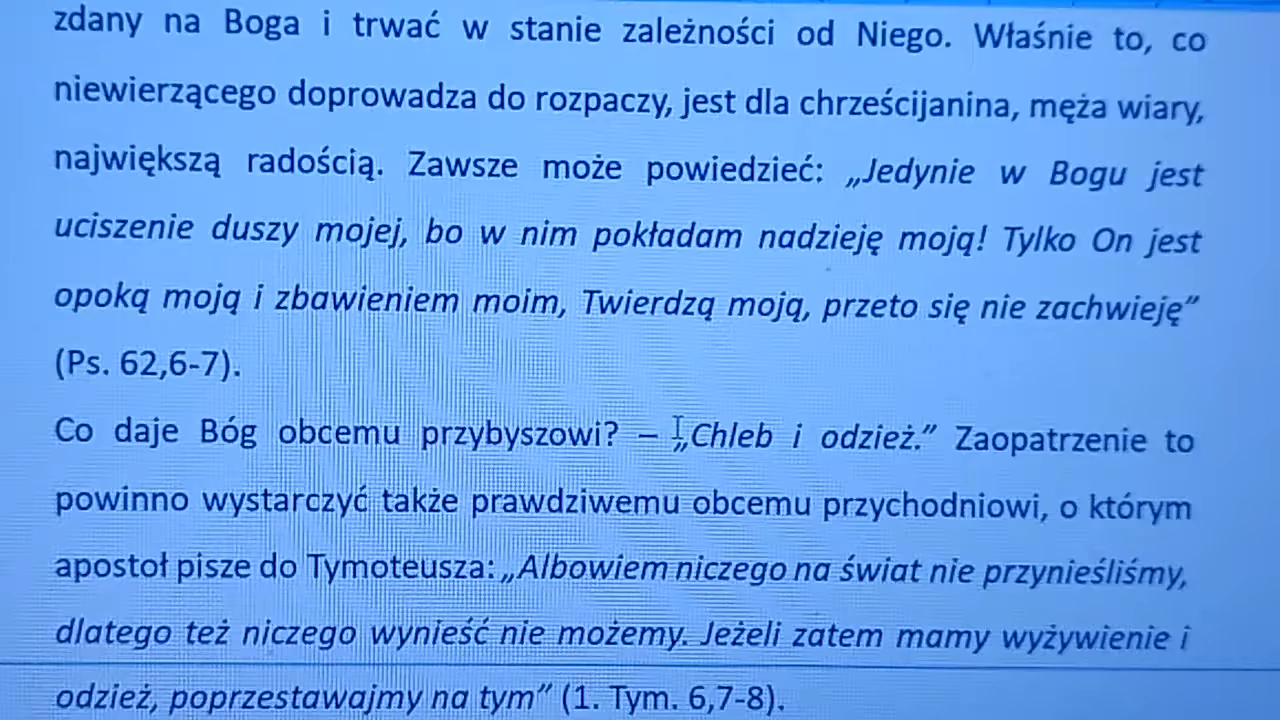 zdany na Boga i trwać w stanie zależności od Niego. Właśnie to, co
niewierzącego doprowadza do rozpaczy, jest dla chrześcijanina, męża wiary,
największą radością. Zawsze może powiedzieć: „Jedynie w Bogu jest
uciszenie duszy mojej, bo w nim pokładam nadzieję moją! Tylko On jest
opoką moją i zbawieniem moim, Twierdzą moją, przeto się nie zachwieję”
(Ps. 62,6-7).
Co daje Bóg obcemu przybyszowi? – „Chleb i odzież.” Zaopatrzenie to
powinno wystarczyć także prawdziwemu obcemu przychodniowi, o którym
apostoł pisze do Tymoteusza: „Albowiem niczego na świat nie przynieśliśmy,
dlatego też niczego wynieść nie możemy. Jeżeli zatem mamy wyżywienie i
odzież, poprzestawajmy na tym” (1. Tym. 6,7-8).